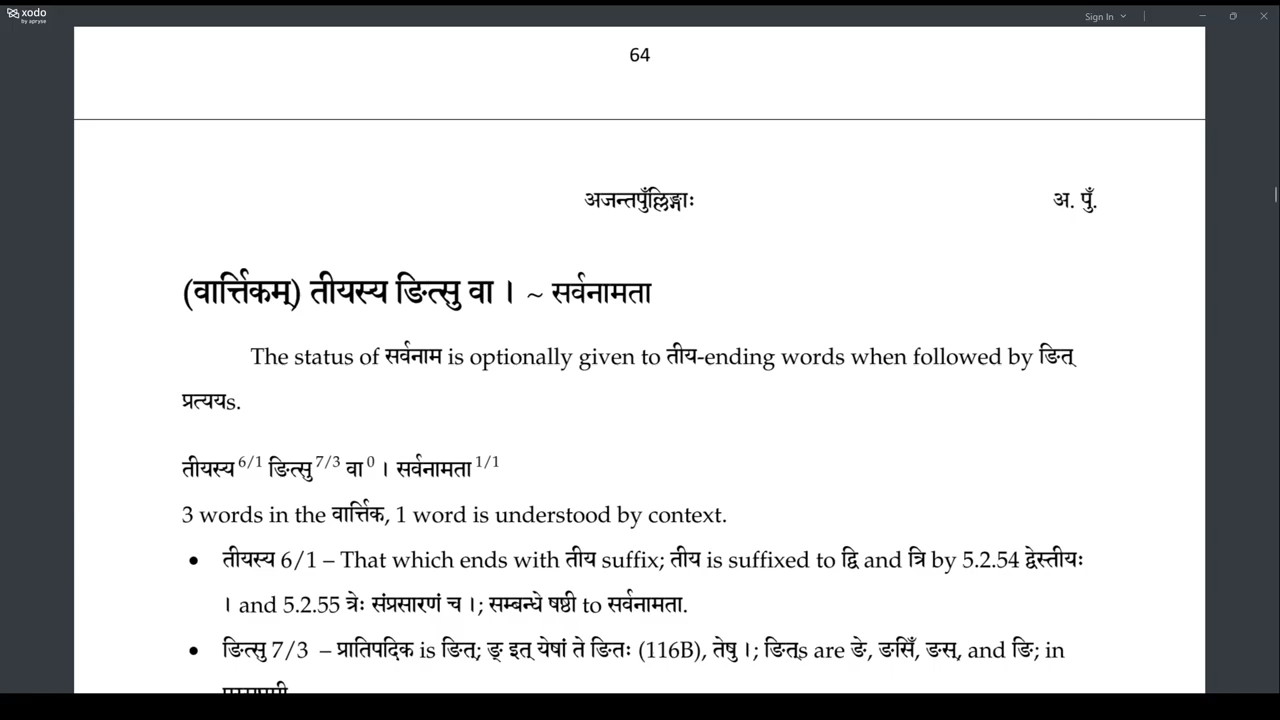 xodo
by apryse
Sign In
64
अजन्तपुँल्लिङ्गाः अ. पुँ.
(वार्त्तिकम्) तीयस्य ङित्सु वा । ~ सर्वनामता
The status of सर्वनाम is optionally given to तीय-ending words when followed by ङित्
प्रत्ययs.
तीयस्य 6/1 ङित्सु 7/3 वा 0 । सर्वनामता 1/1
3 words in the वार्त्तिक, 1 word is understood by context.
• तीयस्य 6/1 – That which ends with तीय suffix; तीय is suffixed to द्वि and त्रि by 5.2.54 द्वेस्तीयः
। and 5.2.55 त्रेः संप्रसारणं च ।; सम्बन्धे षष्ठी to सर्वनामता.
• ङित्सु 7/3 – प्रातिपदिक is ङित्; ङ् इत् येषां ते ङितः (116B), तेषु ।; ङित्s are ङे, ङसिँ, ङस्, and ङि; in